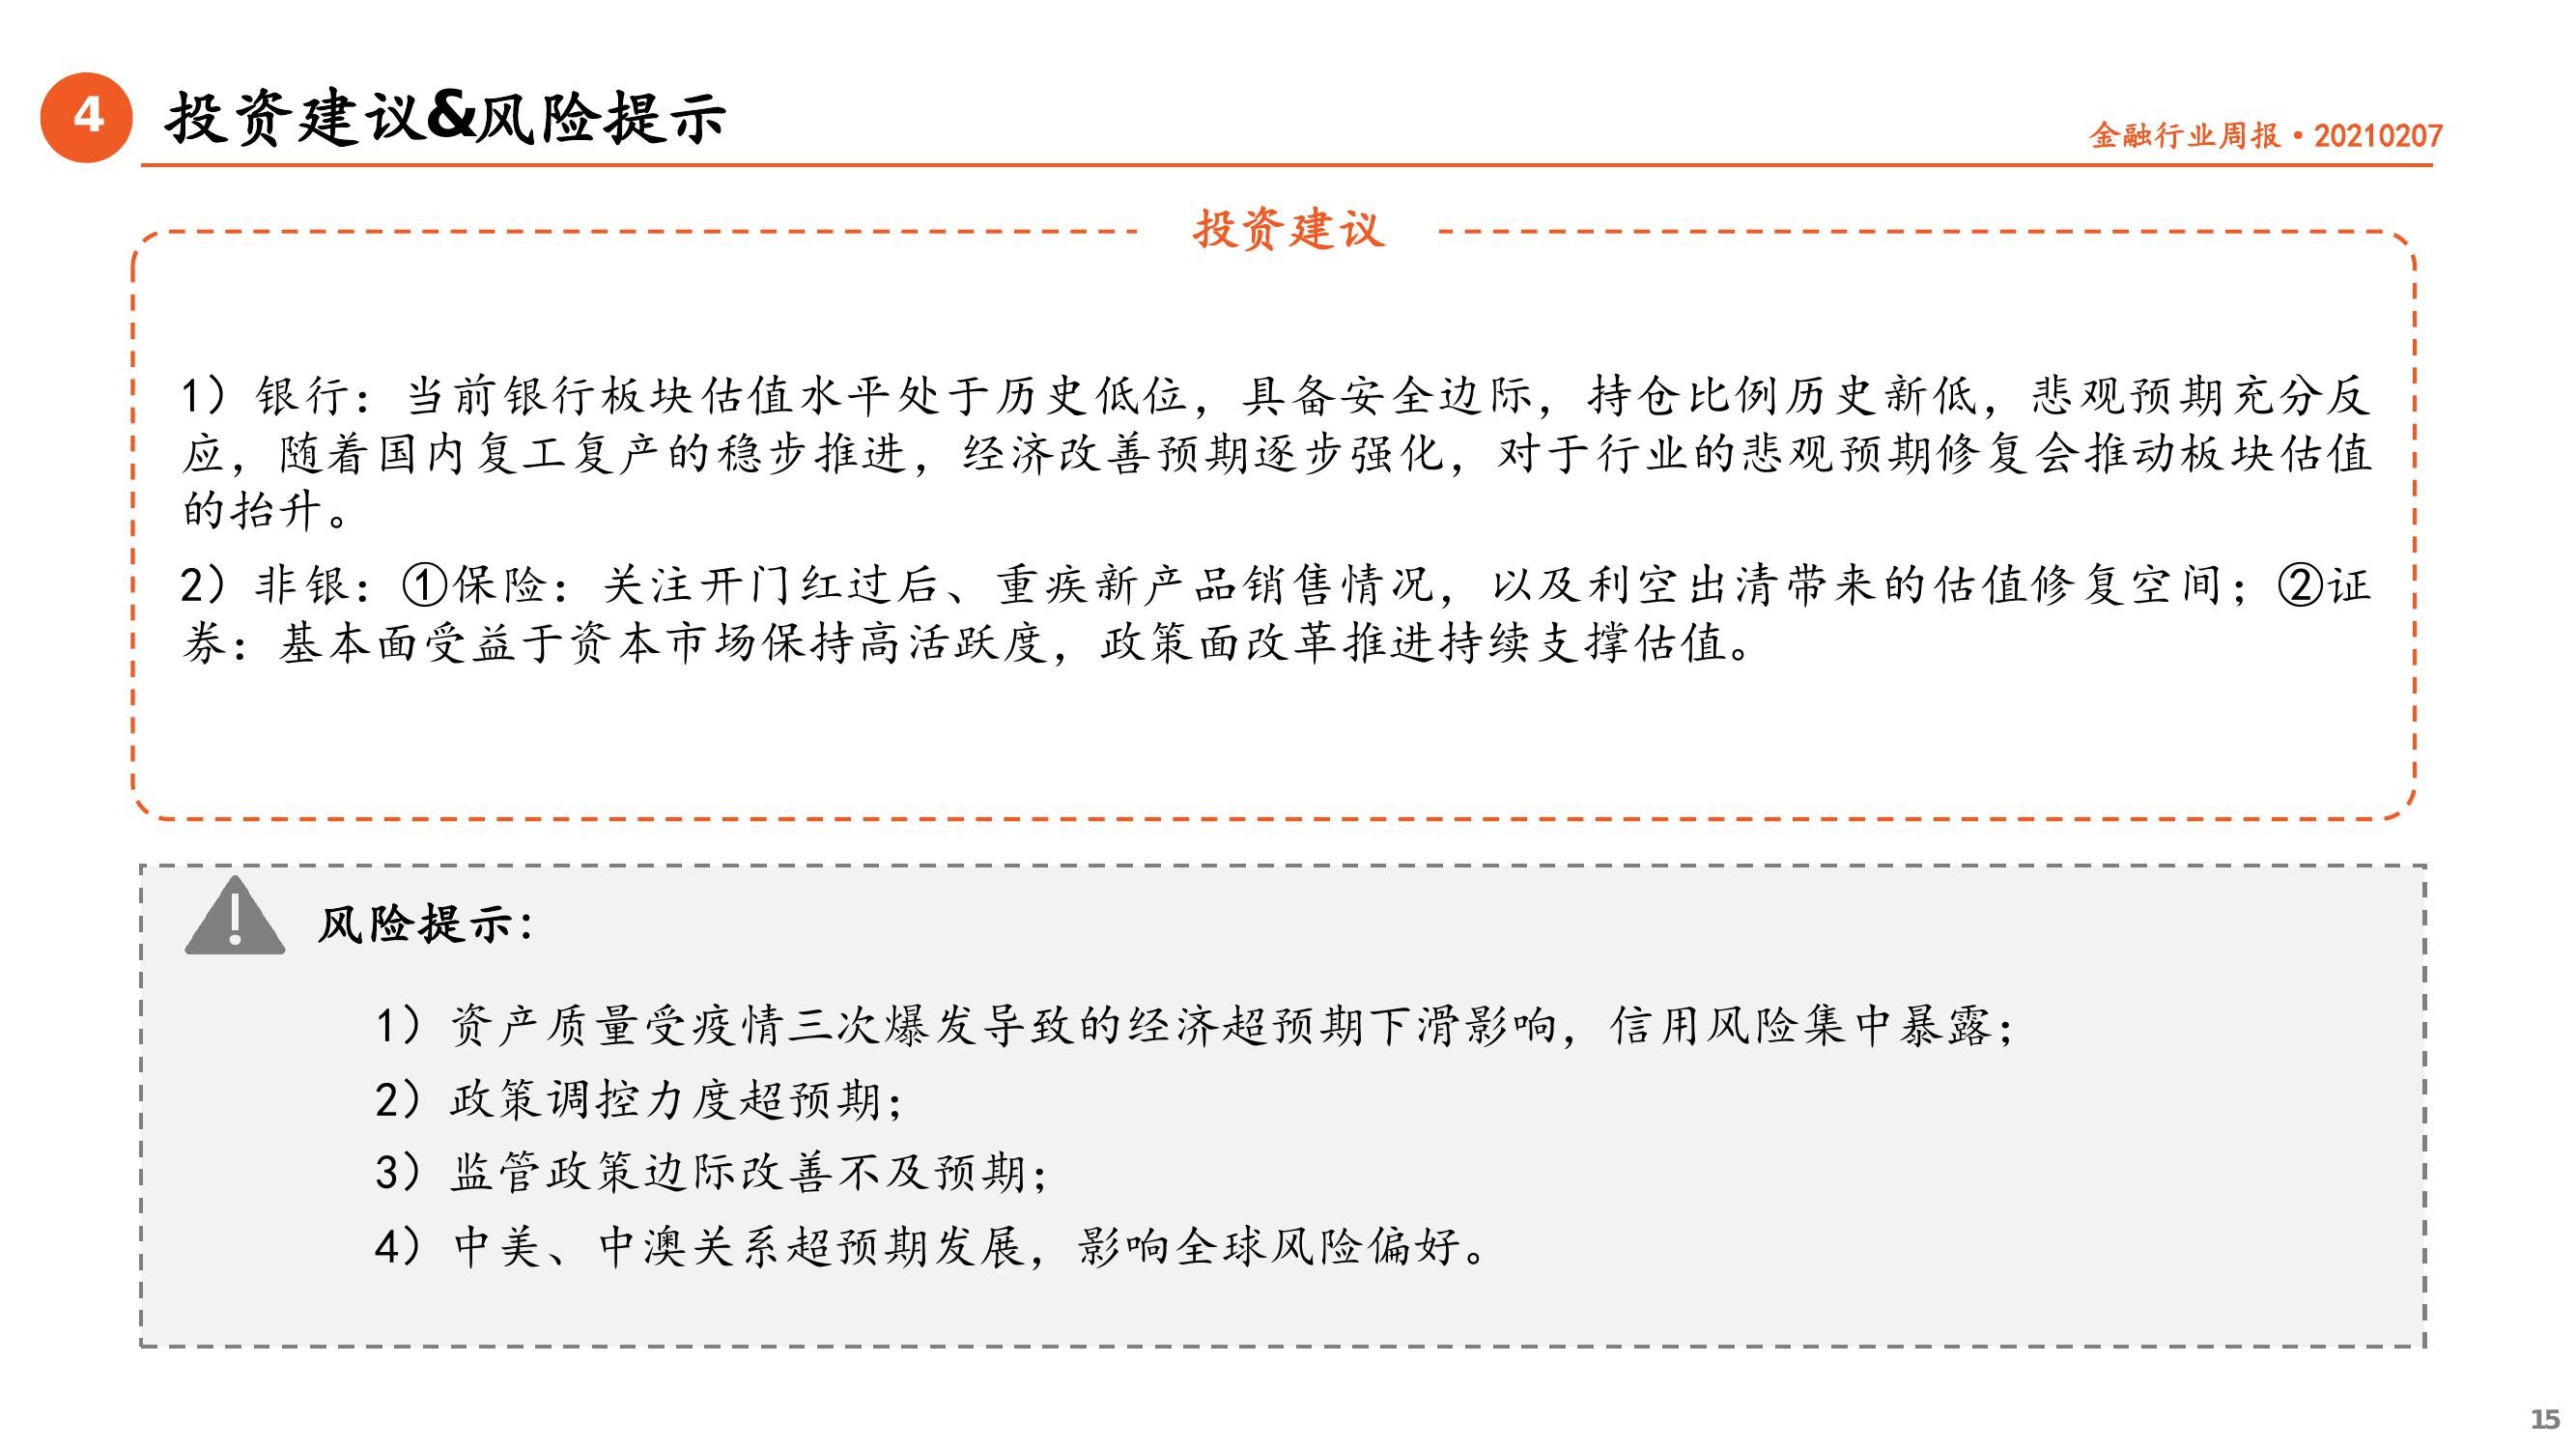 4
投资建议&风险提示
金融行业周报•20210207
投资建议
1）银行：当前银行板块估值水平处于历史低位，具备安全边际，持仓比例历史新低，悲观预期充分反
应，随着国内复工复产的稳步推进，经济改善预期逐步强化，对于行业的悲观预期修复会推动板块估值
的抬升。
2）非银：①保险：关注开门红过后、重疾新产品销售情况，以及利空出清带来的估值修复空间；②证
券：基本面受益于资本市场保持高活跃度，政策面改革推进持续支撑估值。
风险提示：
1）资产质量受疫情三次爆发导致的经济超预期下滑影响，信用风险集中暴露；
2）政策调控力度超预期；
3）监管政策边际改善不及预期；
4）中美、中澳关系超预期发展，影响全球风险偏好。
15